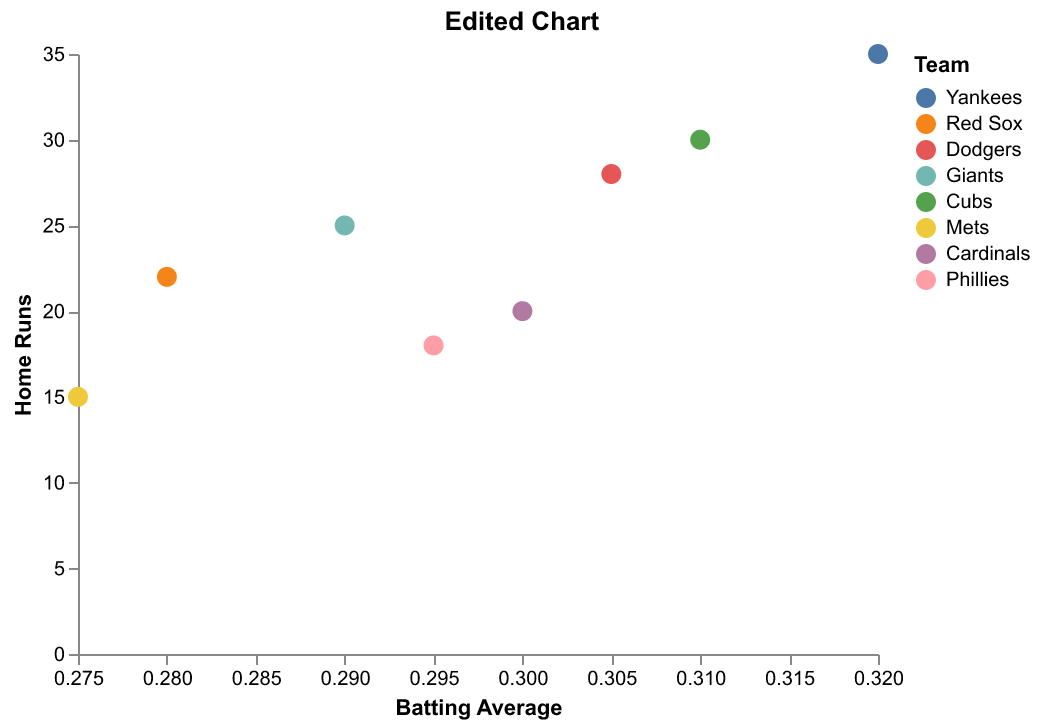 Edited Chart
35
30
25
20
15
10
5
0
Home Runs
0.275 0.280 0.285 0.290 0.295 0.300 0.305 0.310 0.315 0.320
Batting Average
Team
Yankees
Red Sox
Dodgers
Giants
Cubs
Mets
Cardinals
Phillies